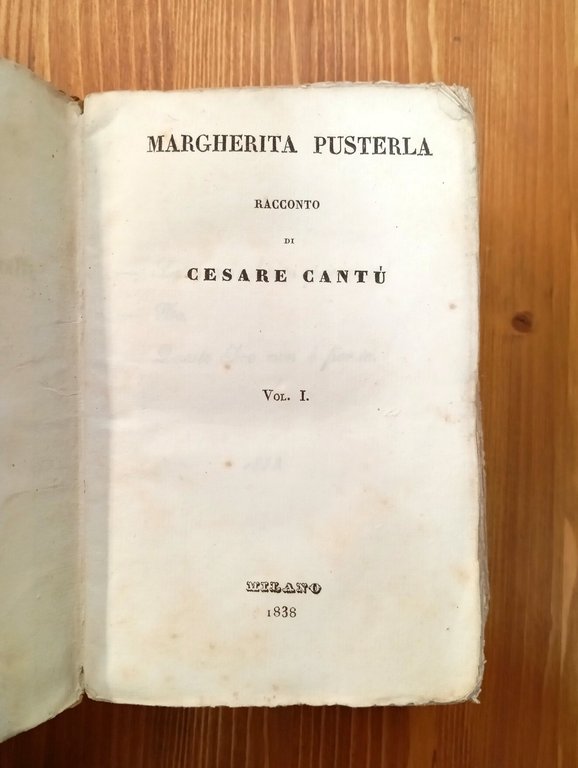 MARGHERITA PUSTERLA
RACCONTO
DI
CESARE CANTÙ
VOL. I.
MILANO
1838